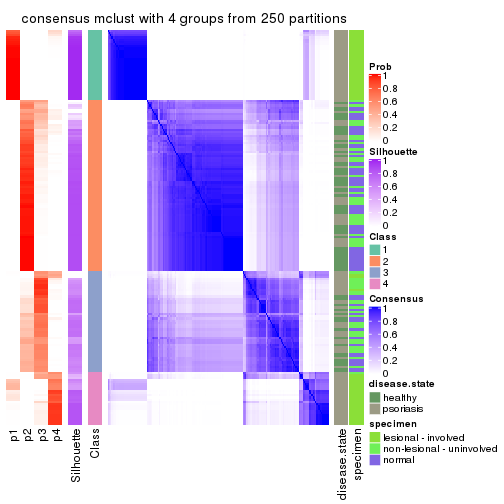 consensus mclust with 4 groups from 250 partitions
Prob
1
0.8
0.6
0.4
0.2
0
Silhouette
1
0.8
0.6
0.4
0.2
0
Class
1
2
3
4
Consensus
1
0.8
0.6
0.4
0.2
0
disease.state
healthy
psoriasis
specimen
lesional - involved
non-lesional - uninvolved
normal
p1
p2
p3
p4
Silhouette
Class
disease.state
specimen